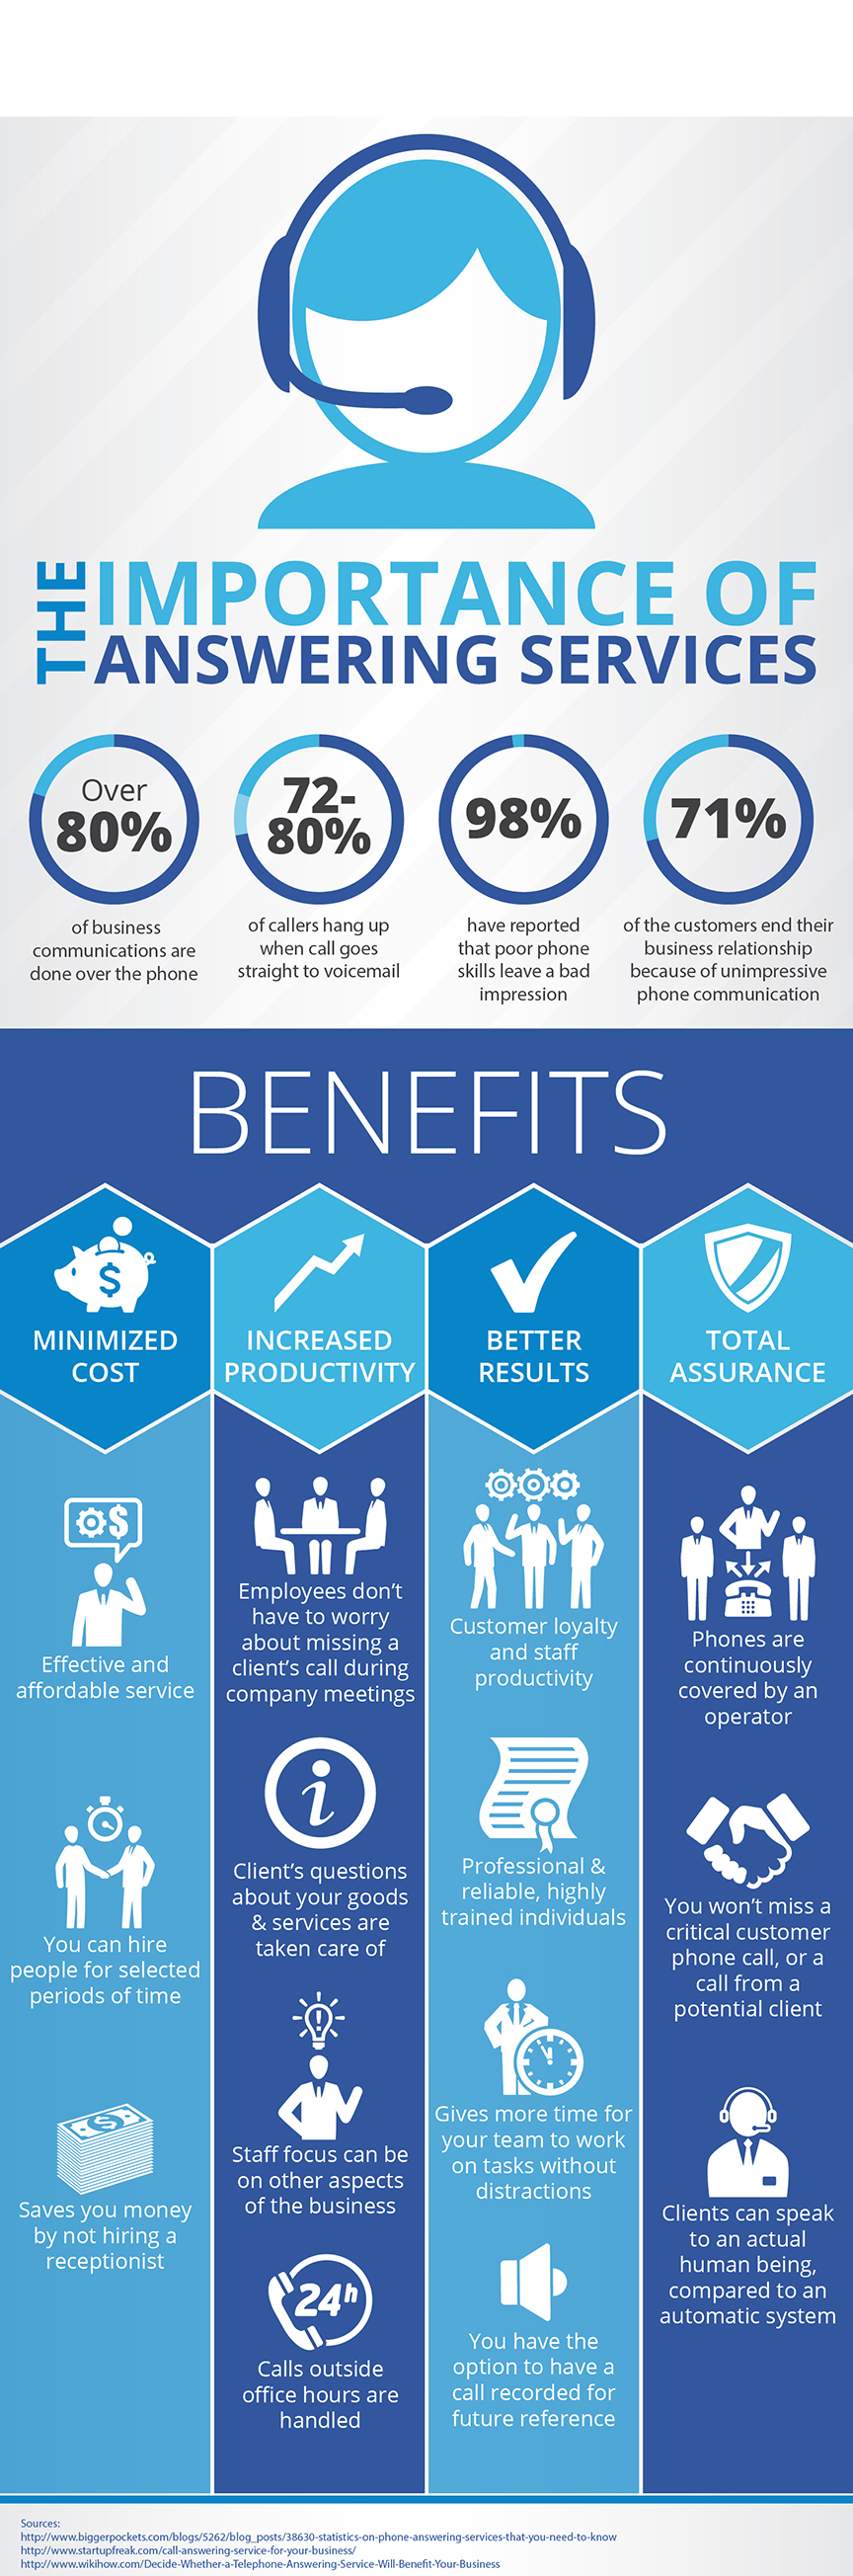 THE
IMPORTANCE OF
ANSWERING SERVICES
Over
80%
of business
communications are
done over the phone
72-
80%
of callers hang up
when call goes
straight to voicemail
98%
have reported
that poor phone
skills leave a bad
impression
71%
of the customers end their
business relationship
because of unimpressive
phone communication
BENEFITS
$
MINIMIZED
COST
$
Effective and
affordable service
You can hire
people for selected
periods of time
$
Saves you money
by not hiring a
receptionist
INCREASED
PRODUCTIVITY
Employees don't
have to worry
about missing a
client's call during
company meetings
i
Client's questions
about your goods
& services are
taken care of
Staff focus can be
on other aspects
of the business
24h
Calls outside
office hours are
handled
BETTER
RESULTS
Customer loyalty
and staff
productivity
Professional &
reliable, highly
trained individuals
Gives more time for
your team to work
on tasks without
distractions
You have the
option to have a
call recorded for
future reference
TOTAL
ASSURANCE
Phones are
continuously
covered by an
operator
You won't miss a
critical customer
phone call, or a
call from a
potential client
Clients can speak
to an actual
human being,
compared to an
automatic system
Sources:
http://www.biggerpockets.com/blogs/5262/blog_posts/38630-statistics-on-phone-answering-services-that-you-need-to-know
http://www.startupfreak.com/call-answering-service-for-your-business/
http://www.wikihow.com/Decide-Whether-a-Telephone-Answering-Service-Will-Benefit-Your-Business